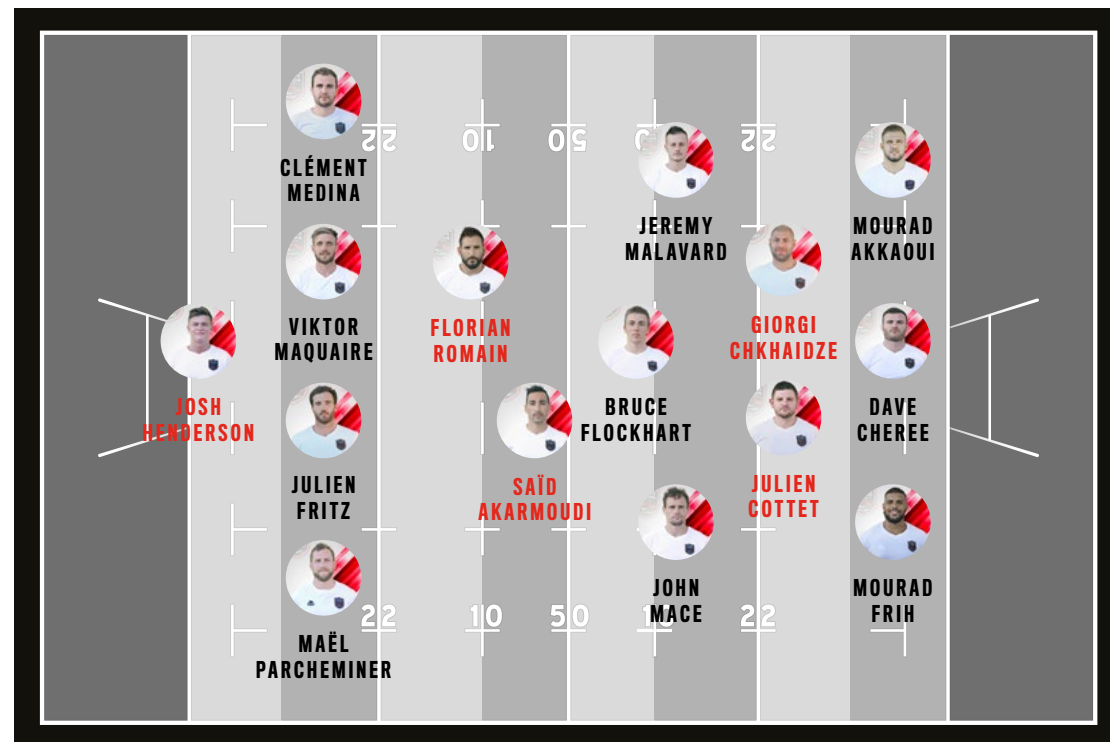 22
10
50
10
22
CLÉMENT
MEDINA
JEREMY
MALAVARD
MOURAD
AKKAOUI
VIKTOR
MAQUAIRE
FLORIAN
ROMAIN
GIORGI
CHKHAIDZE
JOSH
HENDERSON
BRUCE
FLOCKHART
DAVE
CHEREE
JULIEN
FRITZ
SAÏD
AKARMOUDI
JULIEN
COTTET
JOHN
MACE
MOURAD
FRIH
22
10
50
10
22
MAËL
PARCHEMINER